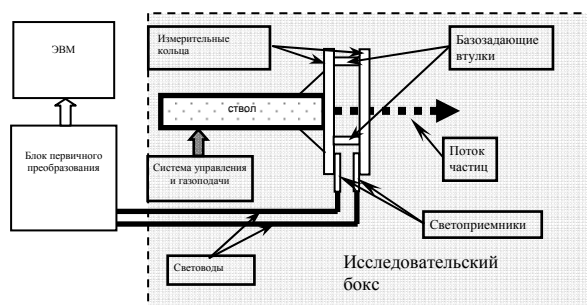 ЭВМ
Измерительные
кольца
Базозадающие
втулки
ствол
Блок первичного
преобразования
Система управления
и газоподачи
Поток
частиц
Светоприемники
Световоды
Исследовательский
бокс